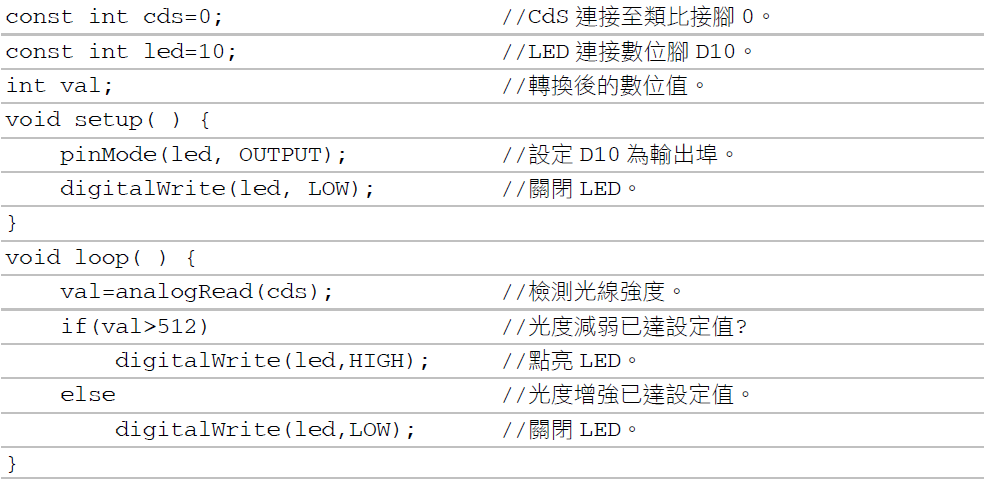 const int cds=0; //CdS 連接至類比接腳 0。
const int led=10; //LED 連接數位腳 D10。
int val; //轉換後的數位值。
void setup( ) {
    pinMode(led, OUTPUT); //設定 D10 為輸出埠。
    digitalWrite(led, LOW); //關閉 LED。
}
void loop( ) {
    val=analogRead(cds); //檢測光線強度。
    if(val>512) //光度減弱已達設定值?
        digitalWrite(led,HIGH); //點亮 LED。
    else //光度增強已達設定值。
        digitalWrite(led,LOW); //關閉 LED。
}